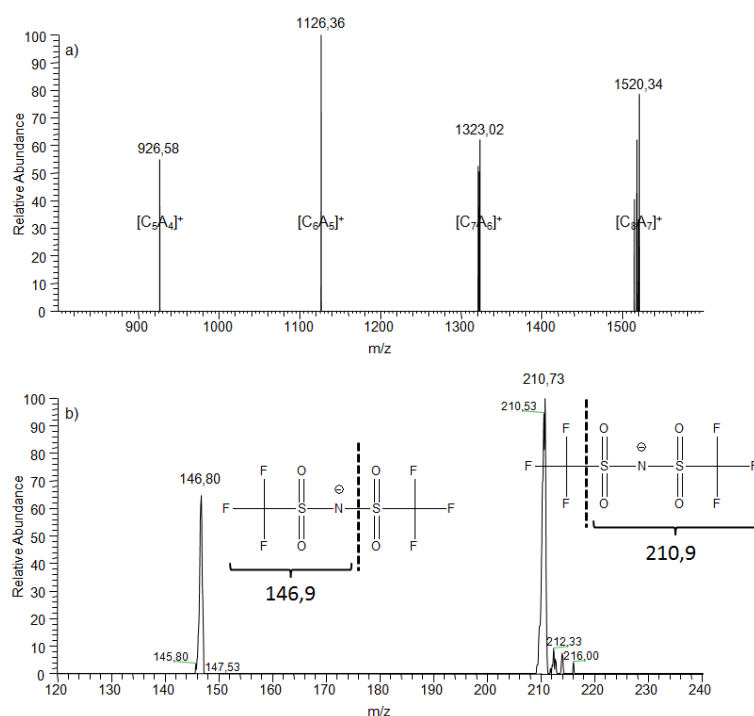 a)
Relative Abundance
100
90
80
70
60
50
40
30
20
10
0
926,58
1126,36
1323,02
1520,34
[C₅A₄]⁺
[C₆A₅]⁺
[C₇A₆]⁺
[C₈A₇]⁺
900 1000 1100 1200 1300 1400 1500
m/z
b)
Relative Abundance
100
90
80
70
60
50
40
30
20
10
0
210,73
210,53
146,80
F O O F
⊖
F S N S F
F O O F
146,9
F O O F
⊖
F S N S F
F O O F
210,9
145,80
147,53
212,33
216,00
120 130 140 150 160 170 180 190 200 210 220 230 240
m/z